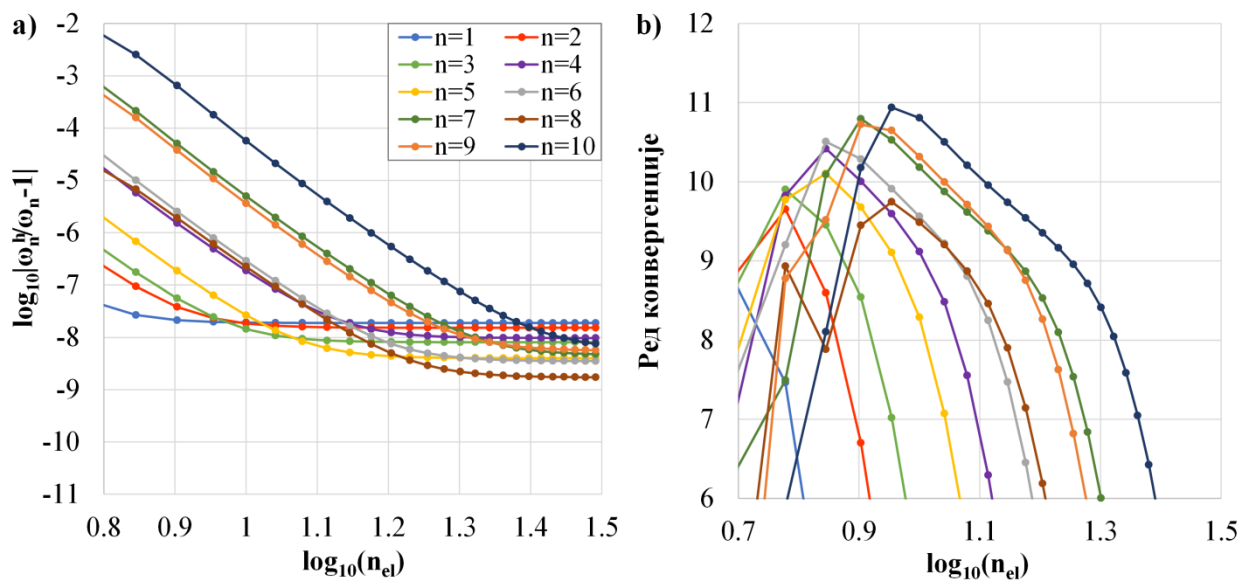 a)
-2
-3
-4
-5
-6
-7
-8
-9
-10
-11
log₁₀|ωₙʰ/ωₙ-1|
n=1 n=2
n=3 n=4
n=5 n=6
n=7 n=8
n=9 n=10
0.8 0.9 1 1.1 1.2 1.3 1.4 1.5
log₁₀(nₑₗ)
b)
12
11
10
9
8
7
6
Ред конвергенције
0.7 0.9 1.1 1.3 1.5
log₁₀(nₑₗ)